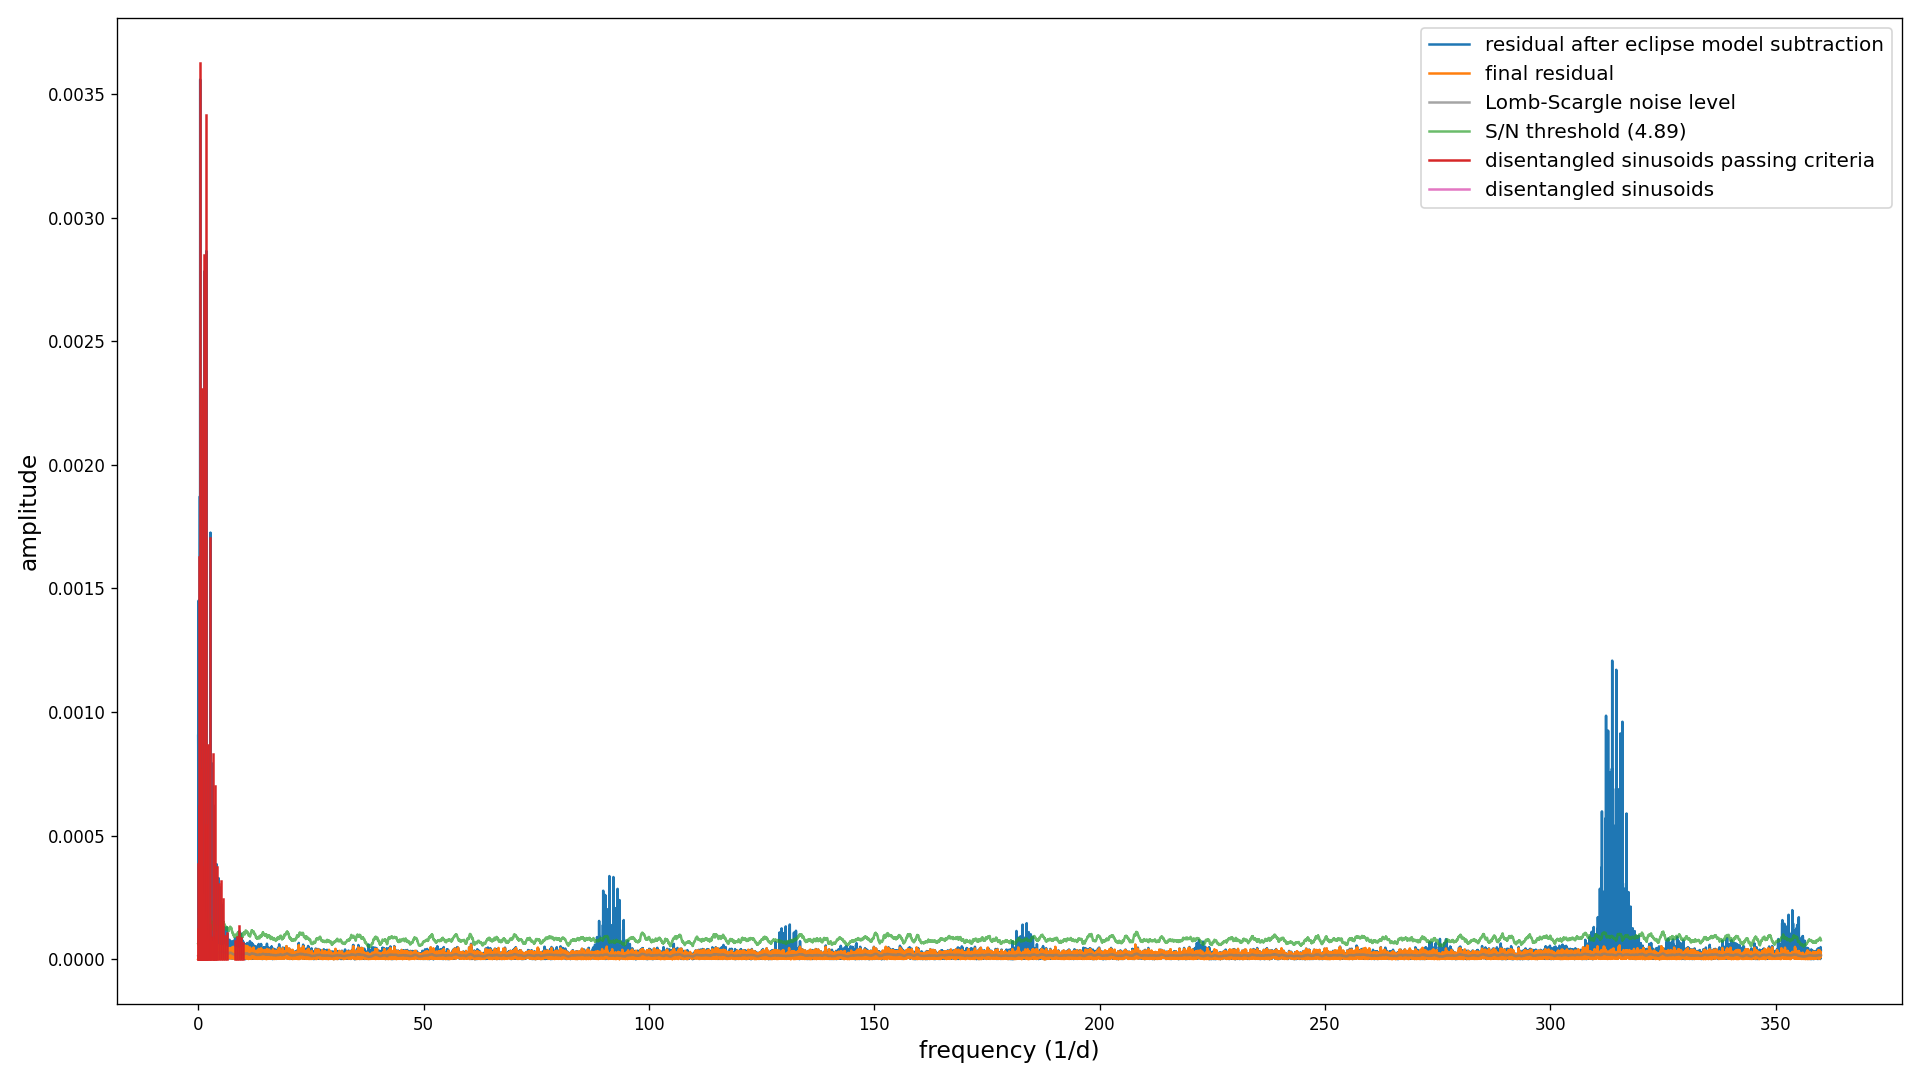 residual after eclipse model subtraction
final residual
Lomb-Scargle noise level
S/N threshold (4.89)
disentangled sinusoids passing criteria
disentangled sinusoids
0.0035
0.0030
0.0025
0.0020
0.0015
0.0010
0.0005
0.0000
amplitude
0 50 100 150 200 250 300 350
frequency (1/d)